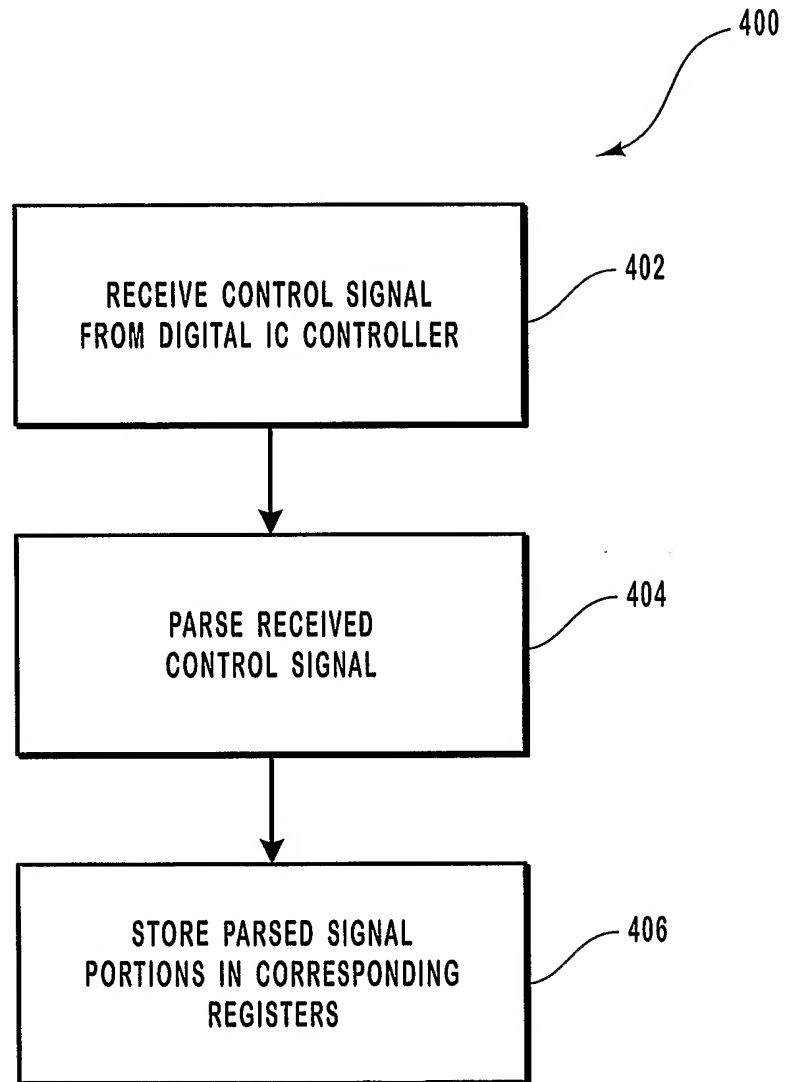 400
RECEIVE CONTROL SIGNAL
FROM DIGITAL IC CONTROLLER
402
PARSE RECEIVED
CONTROL SIGNAL
404
STORE PARSED SIGNAL
PORTIONS IN CORRESPONDING
REGISTERS
406